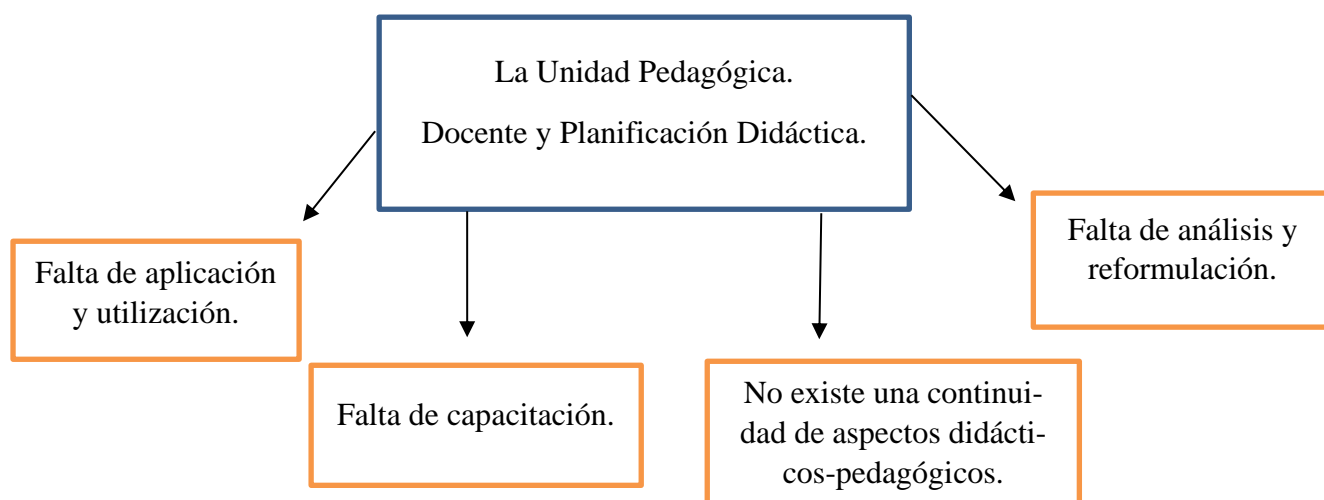 La Unidad Pedagógica.
Docente y Planificación Didáctica.
Falta de aplicación
y utilización.
Falta de capacitación.
No existe una continui-
dad de aspectos didácti-
cos-pedagógicos.
Falta de análisis y
reformulación.